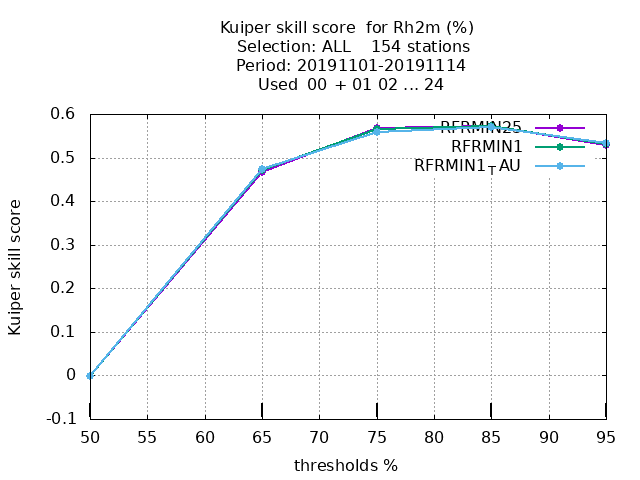 Kuiper skill score  for Rh2m (%)
Selection: ALL    154 stations
Period: 20191101-20191114
Used  00  + 01 02 ... 24
0.6
0.5
0.4
0.3
0.2
0.1
0
-0.1
Kuiper skill score
RFRMIN25
RFRMIN1
RFRMIN1TAU
50 55 60 65 70 75 80 85 90 95
thresholds %